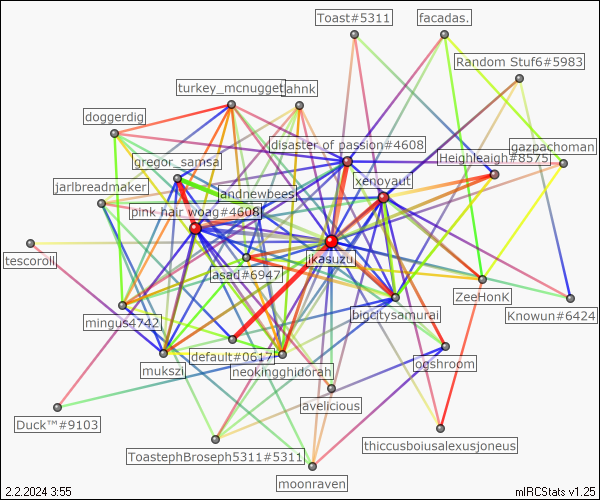 Toast#5311
facadas.
Random Stuf6#5983
turkey_mcnugget
ahnk
doggerdig
disaster of passion#4608
gazpachoman
gregor_samsa
Heighleaigh#8575
xenoyaut
jarlbreadmaker
andnewbees
pink hair woag#4608
tescoroll
ikasuzu
asad#6947
ZeeHonK
Knowun#6424
mingus4742
bigcitysamurai
default#0617
mukszi
neokingghidorah
ogshroom
avelicious
Duck™#9103
thiccusboiusalexusjoneus
ToastephBroseph5311#5311
moonraven
2.2.2024 3:55
mIRCStats v1.25